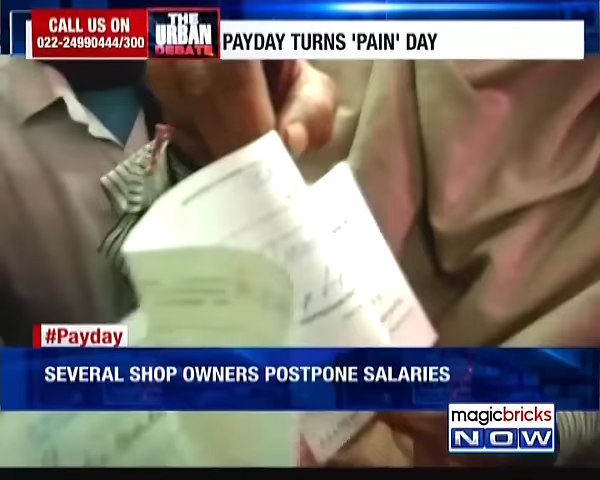 CALL US ON
022-24990444/300
THE
URBAN
DEBATE
PAYDAY TURNS 'PAIN' DAY
#Payday
SEVERAL SHOP OWNERS POSTPONE SALARIES
magicbricks
NOW